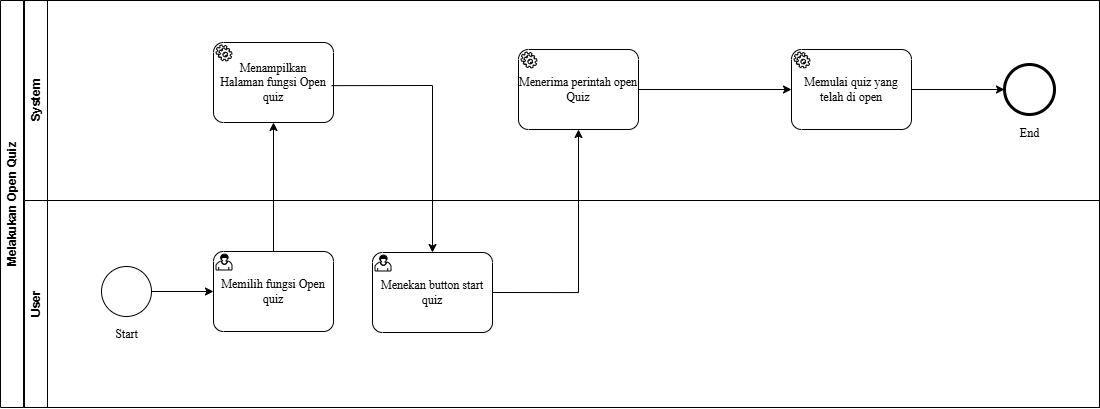 Melakukan Open Quiz
System
Menampilkan
Halaman fungsi Open
quiz
Menerima perintah open
Quiz
Memulai quiz yang
telah di open
End
User
Start
Memilih fungsi Open
quiz
Menekan button start
quiz